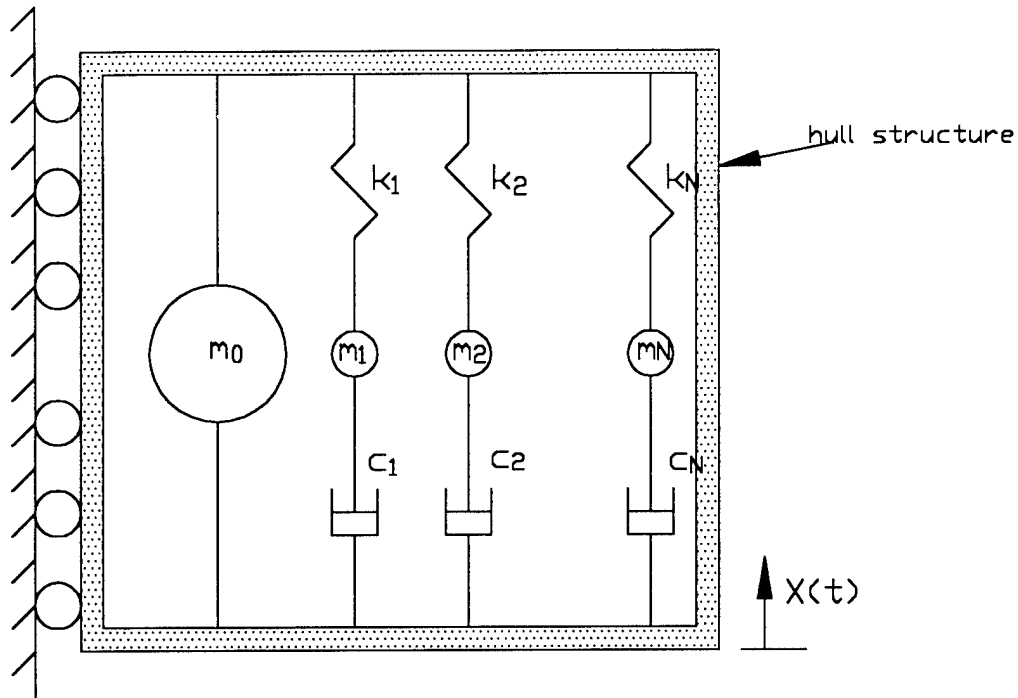 hull structure
k1
k2
kN
m0
m1
m2
mN
C1
C2
CN
X(t)